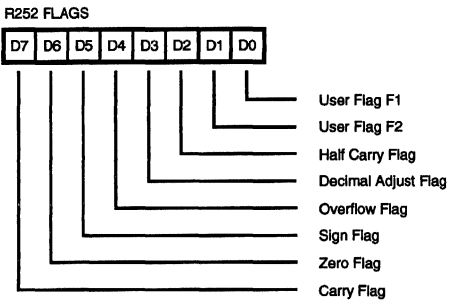 R252 FLAGS
D7 D6 D5 D4 D3 D2 D1 D0
User Flag F1
User Flag F2
Half Carry Flag
Decimal Adjust Flag
Overflow Flag
Sign Flag
Zero Flag
Carry Flag